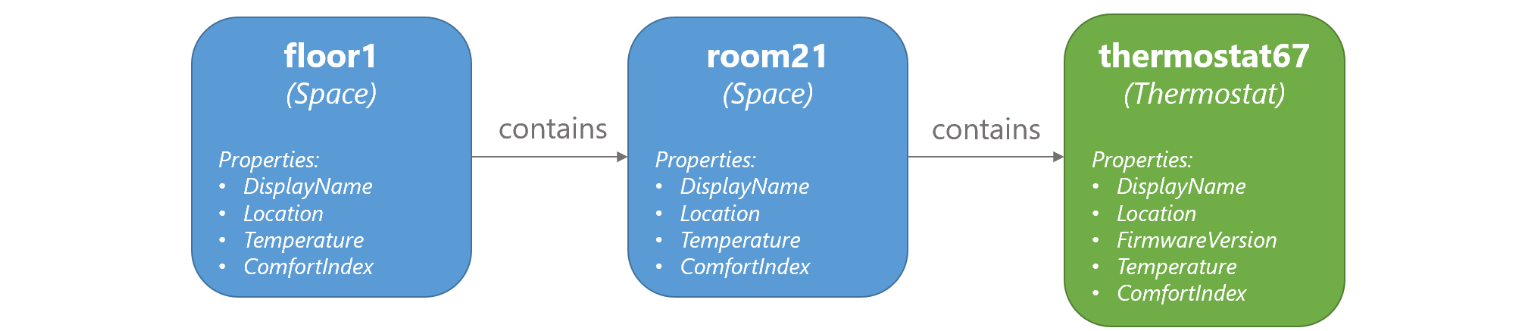 floor1
(Space)
Properties:
• DisplayName
• Location
• Temperature
• ComfortIndex
contains
room21
(Space)
Properties:
• DisplayName
• Location
• Temperature
• ComfortIndex
contains
thermostat67
(Thermostat)
Properties:
• DisplayName
• Location
• FirmwareVersion
• Temperature
• ComfortIndex